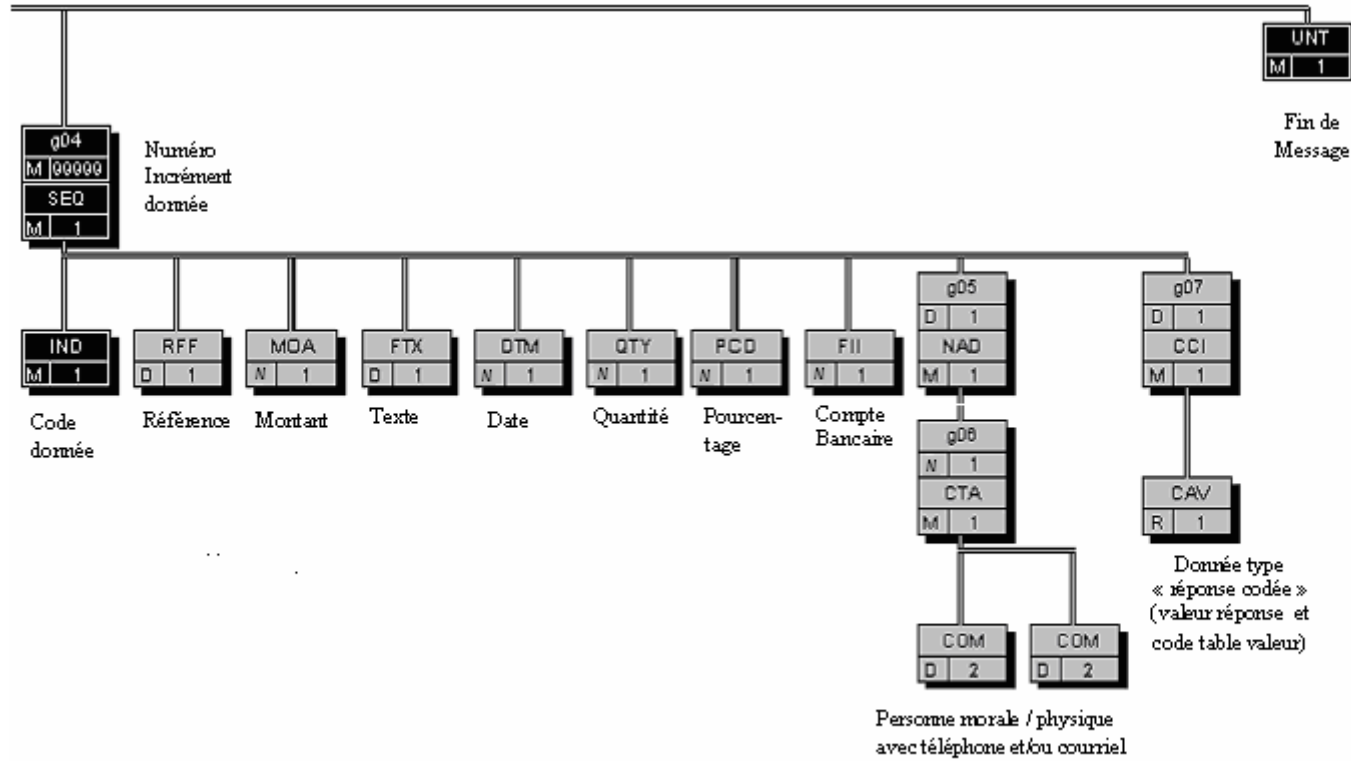 UNT
M 1
Fin de
Message
g04
M 99999
SEQ
M 1
Numéro
Incrément
donnée
IND
M 1
Code
donnée
RFF
D 1
Référence
MOA
N 1
Montant
FTX
D 1
Texte
DTM
N 1
Date
QTY
N 1
Quantité
PCD
N 1
Pourcen-
tage
FII
N 1
Compte
Bancaire
g05
D 1
NAD
M 1
g06
N 1
CTA
M 1
COM
D 2
COM
D 2
Personne morale / physique
avec téléphone et/ou courriel
g07
D 1
CCI
M 1
CAV
R 1
Donnée type
« réponse codée »
(valeur réponse et
code table valeur)